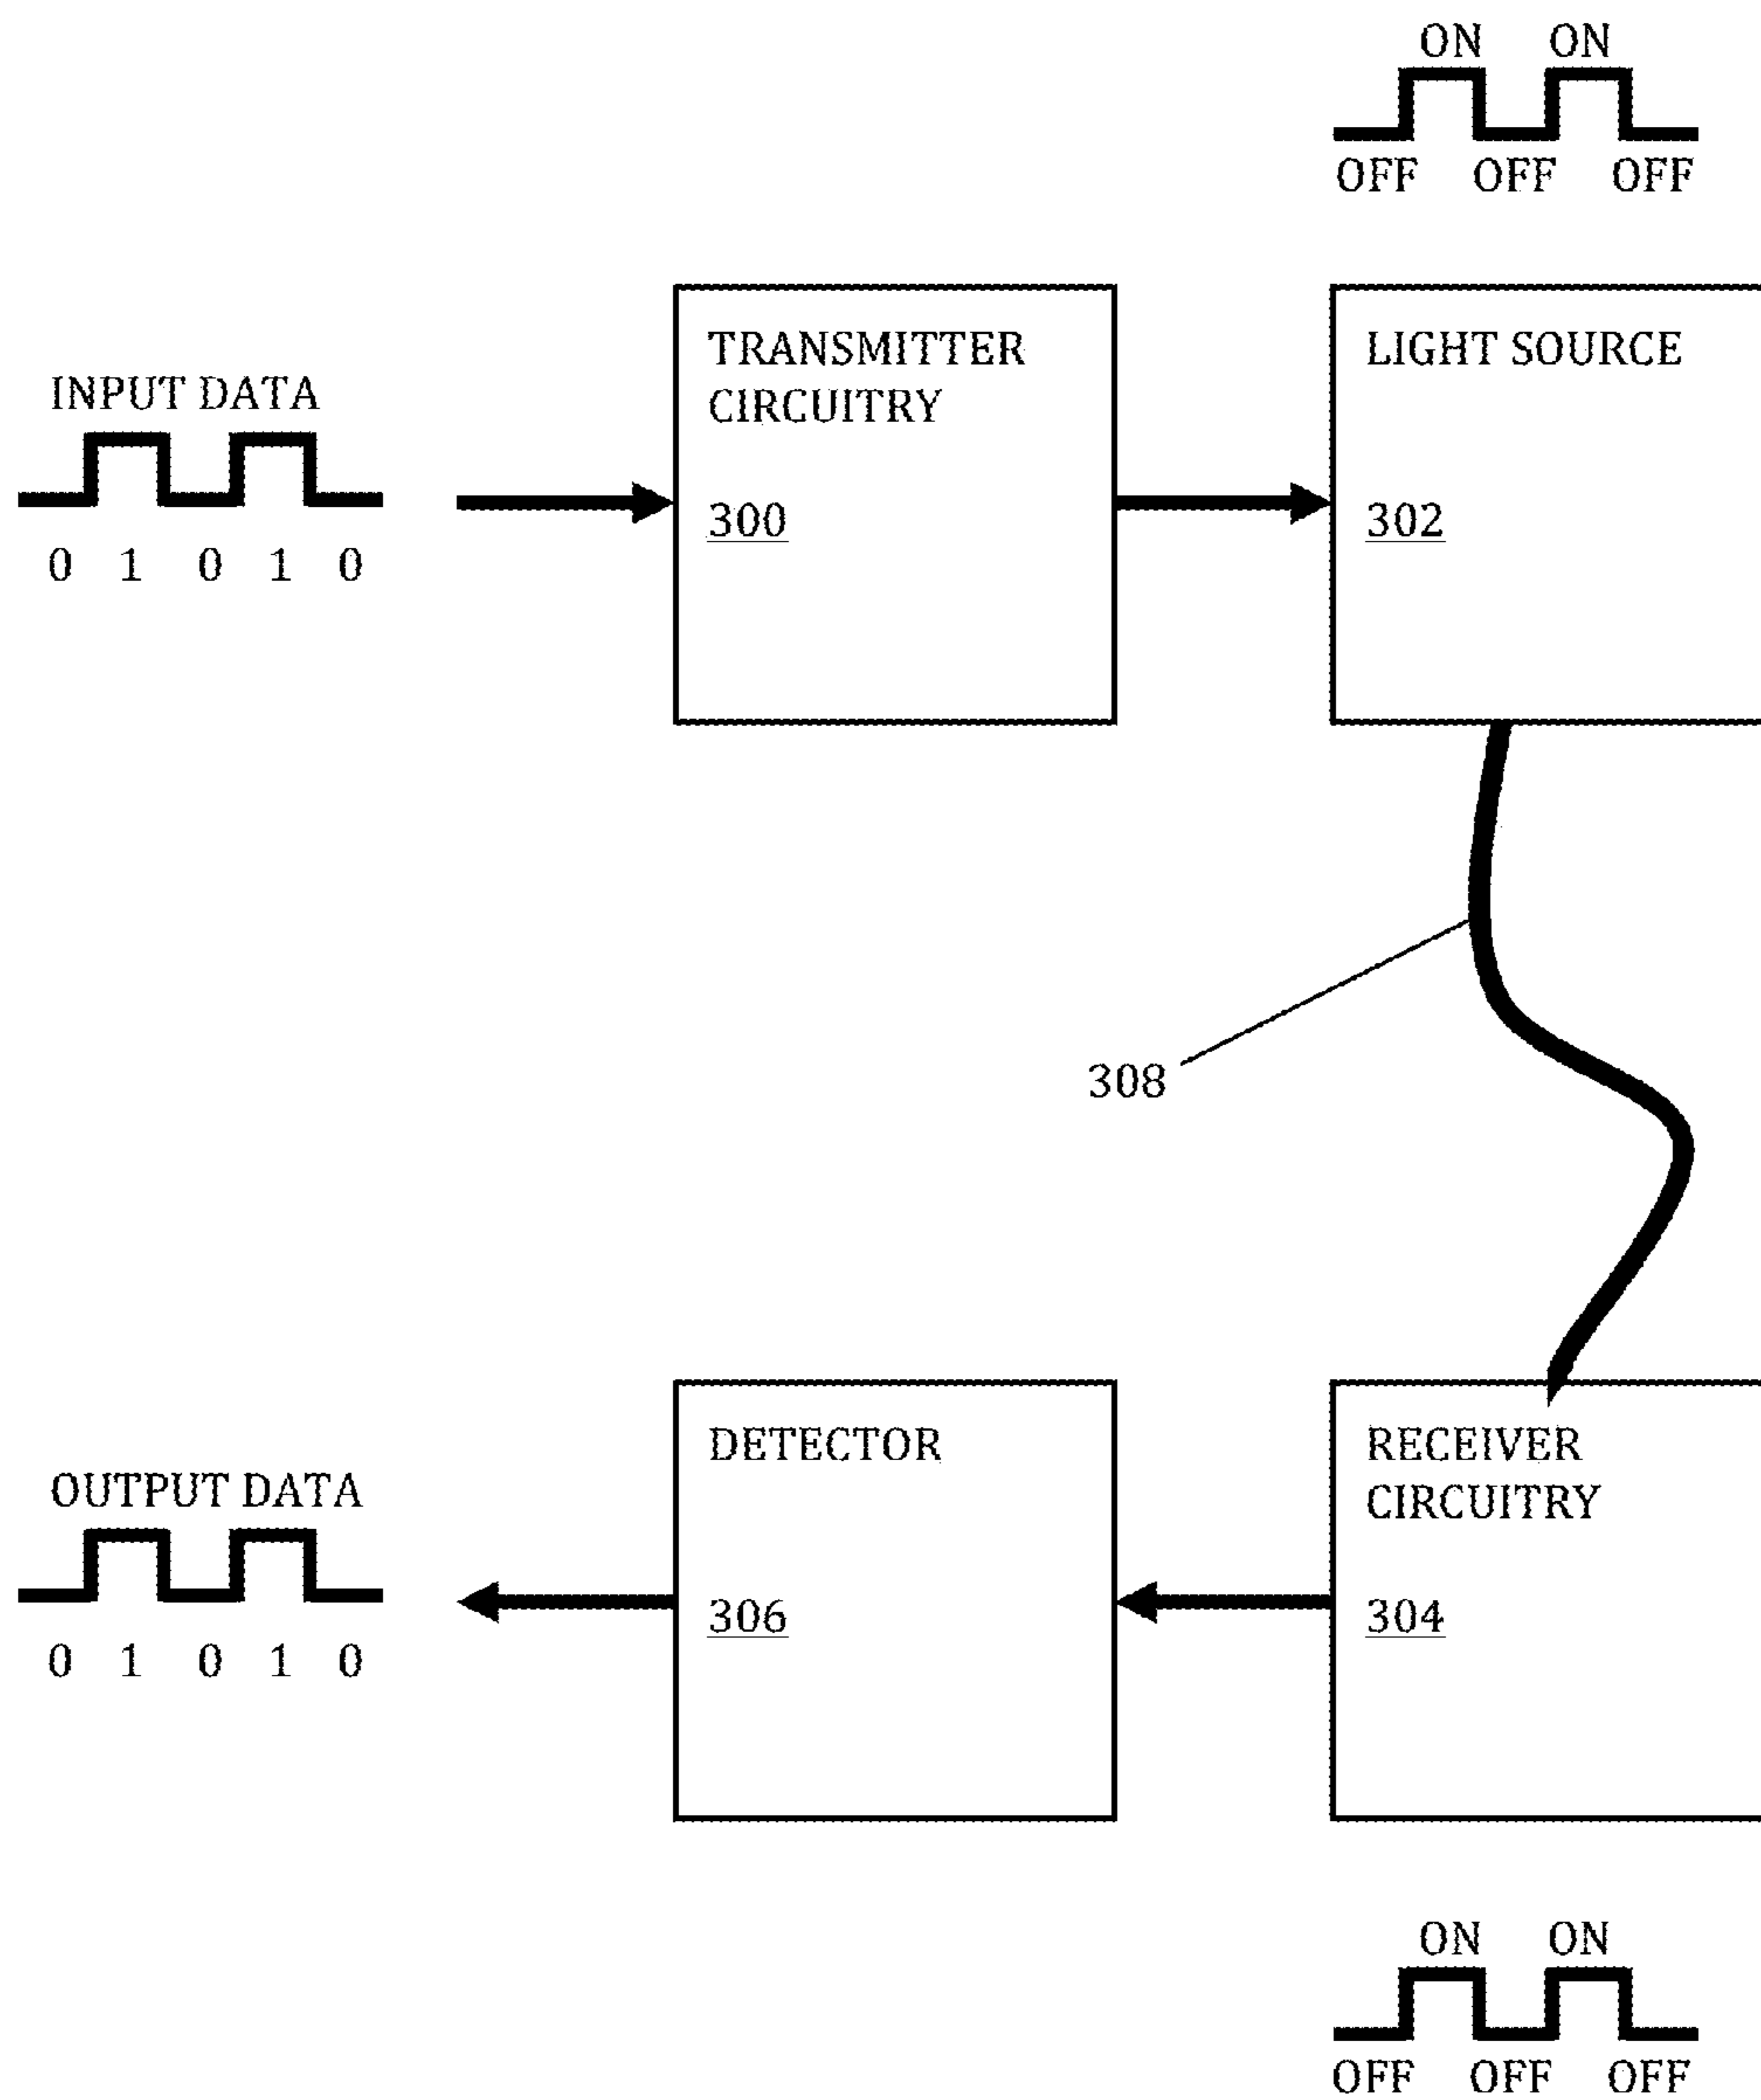 ON ON
OFF OFF OFF
INPUT DATA
0 1 0 1 0
TRANSMITTER
CIRCUITRY
300
LIGHT SOURCE
302
308
OUTPUT DATA
0 1 0 1 0
DETECTOR
306
RECEIVER
CIRCUITRY
304
ON ON
OFF OFF OFF